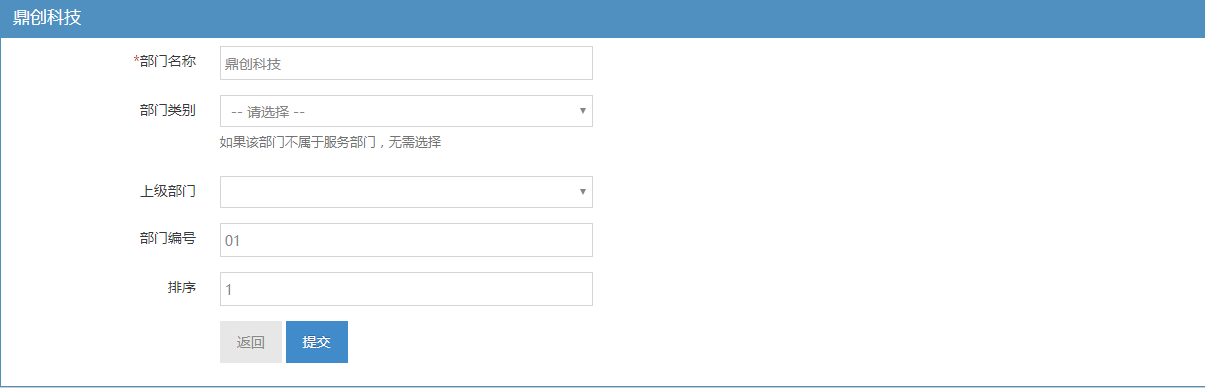 鼎创科技
*部门名称 鼎创科技
部门类别 -- 请选择 --
如果该部门不属于服务部门，无需选择
上级部门
部门编号 01
排序 1
返回 提交